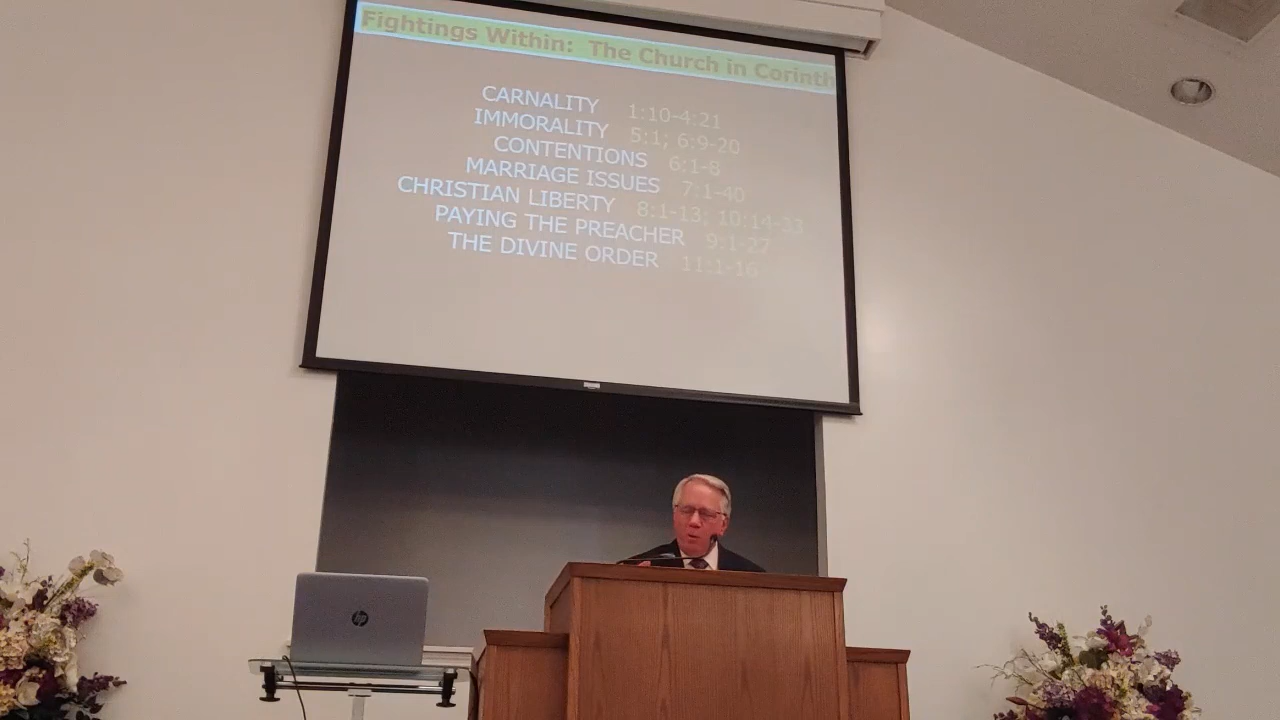 Fightings Within: The Church in Corinth
CARNALITY 1:10-4:21
IMMORALITY 5:1; 6:9-20
CONTENTIONS 6:1-8
MARRIAGE ISSUES 7:1-40
CHRISTIAN LIBERTY 8:1-13; 10:14-33
PAYING THE PREACHER 9:1-27
THE DIVINE ORDER 11:1-16
hp